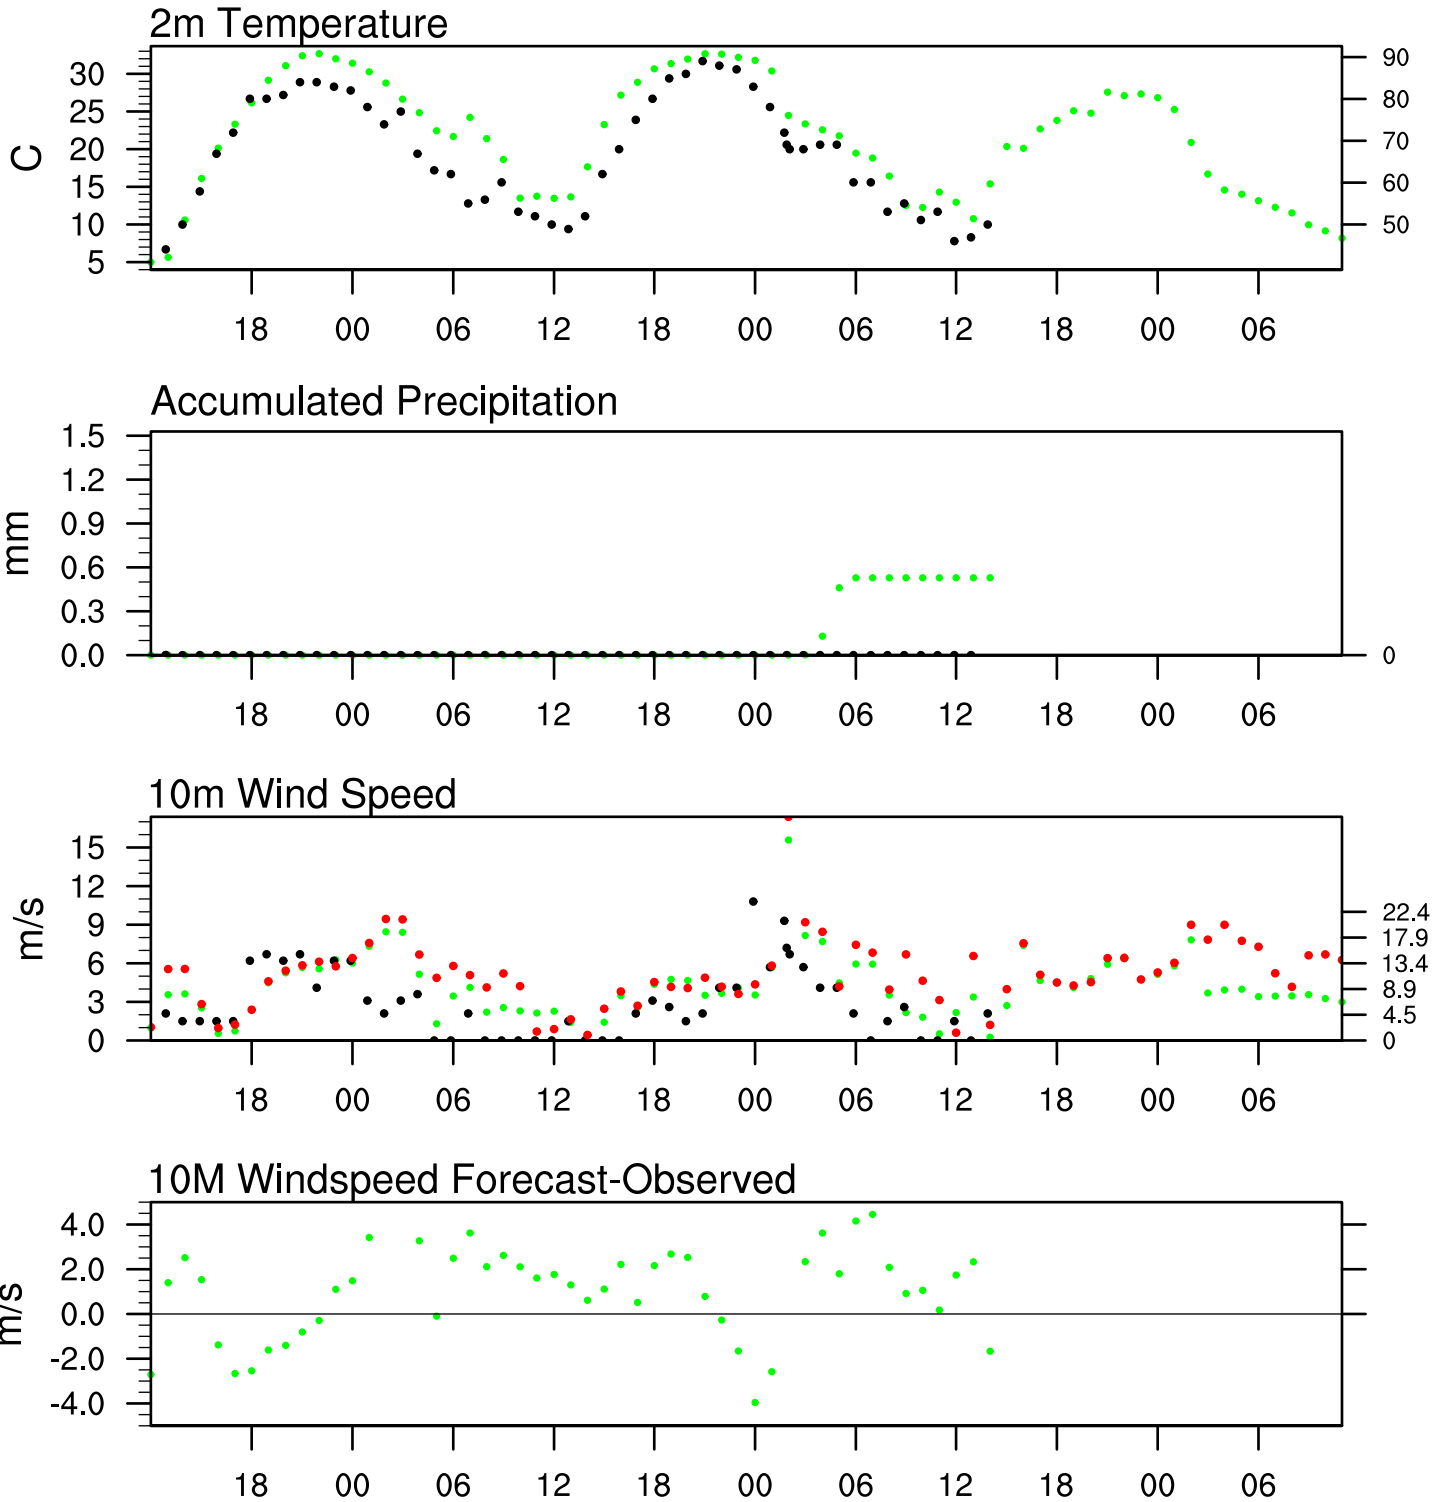 2m Temperature
C
30
25
20
15
10
5
90
80
70
60
50
18 00 06 12 18 00 06 12 18 00 06
Accumulated Precipitation
mm
1.5
1.2
0.9
0.6
0.3
0.0
0
18 00 06 12 18 00 06 12 18 00 06
10m Wind Speed
m/s
15
12
9
6
3
0
22.4
17.9
13.4
8.9
4.5
0
18 00 06 12 18 00 06 12 18 00 06
10M Windspeed Forecast-Observed
m/s
4.0
2.0
0.0
-2.0
-4.0
18 00 06 12 18 00 06 12 18 00 06